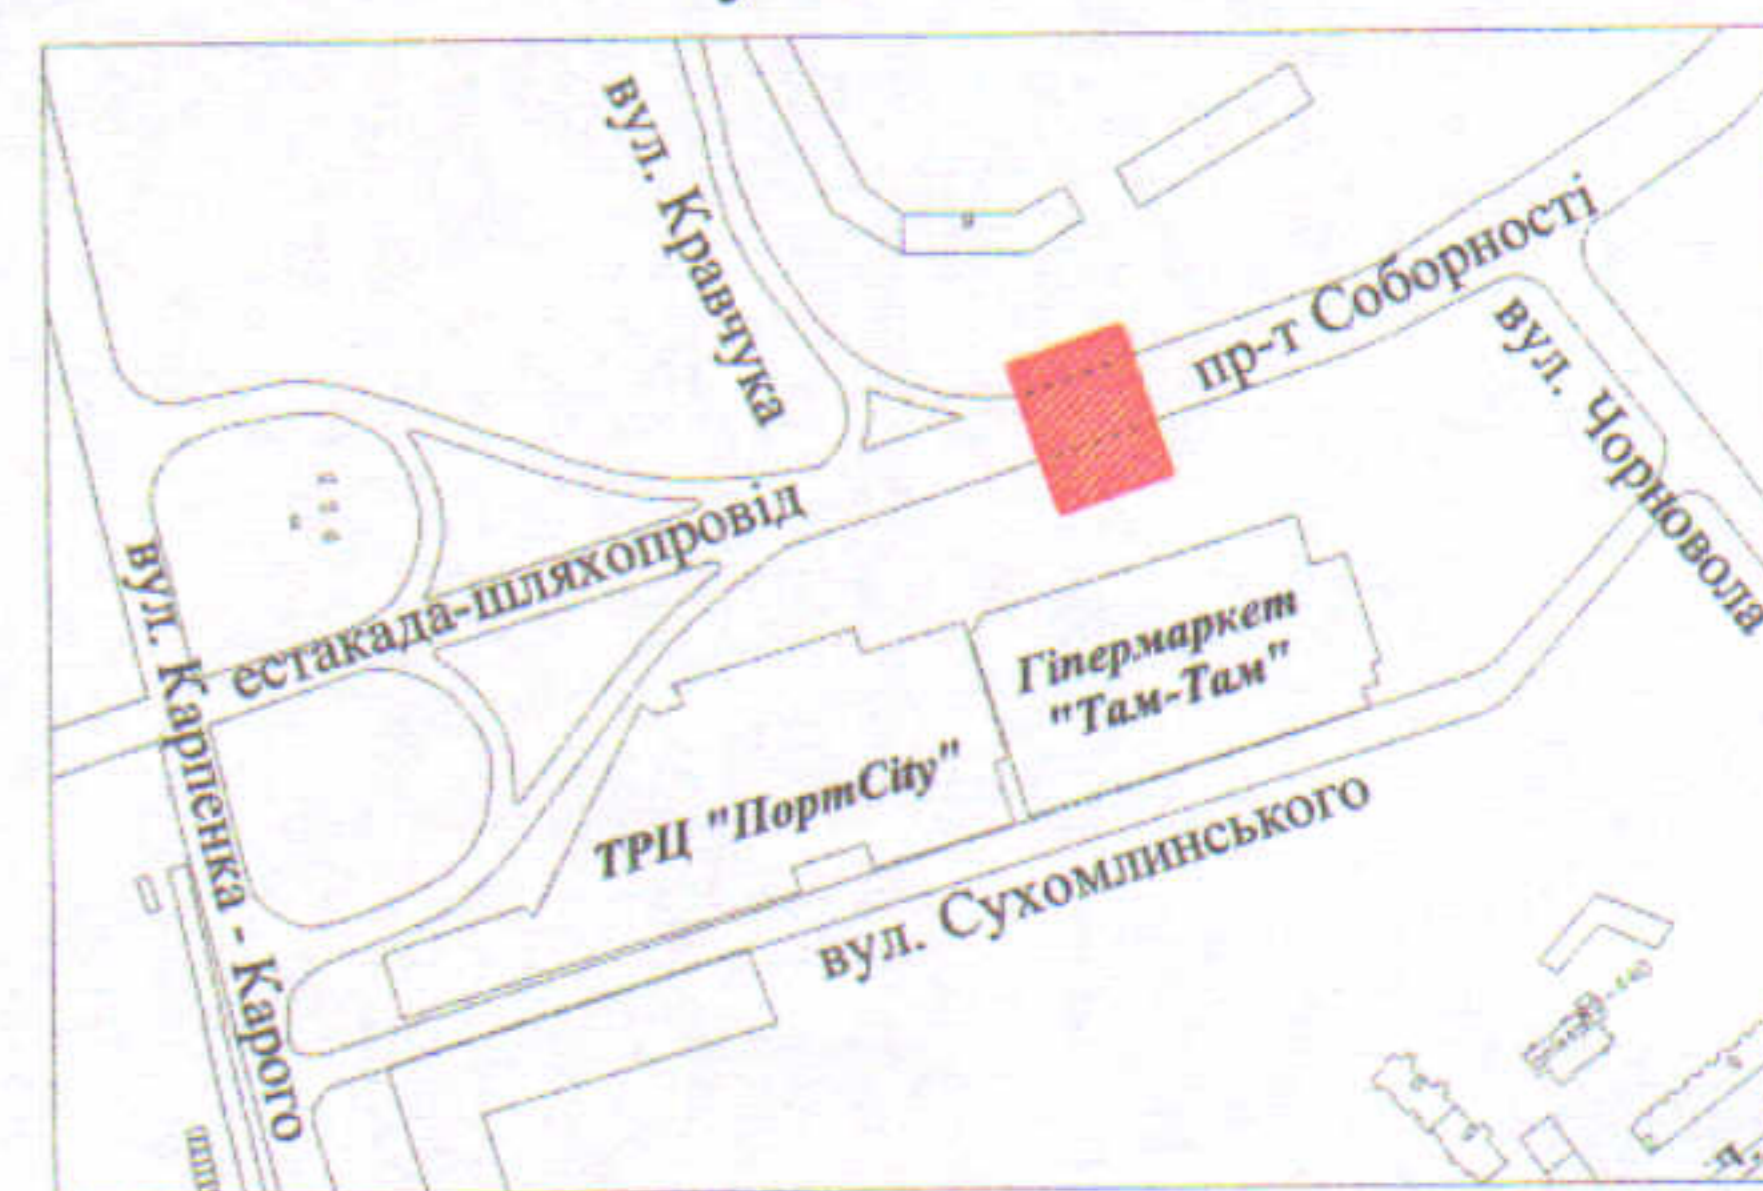 вул. Кравчука
пр-т Соборності
вул. Чорновола
естакада-шляхопровід
вул. Карпенка - Карого
Гіпермаркет
"Там-Там"
ТРЦ "ПортCity"
вул. Сухомлинського